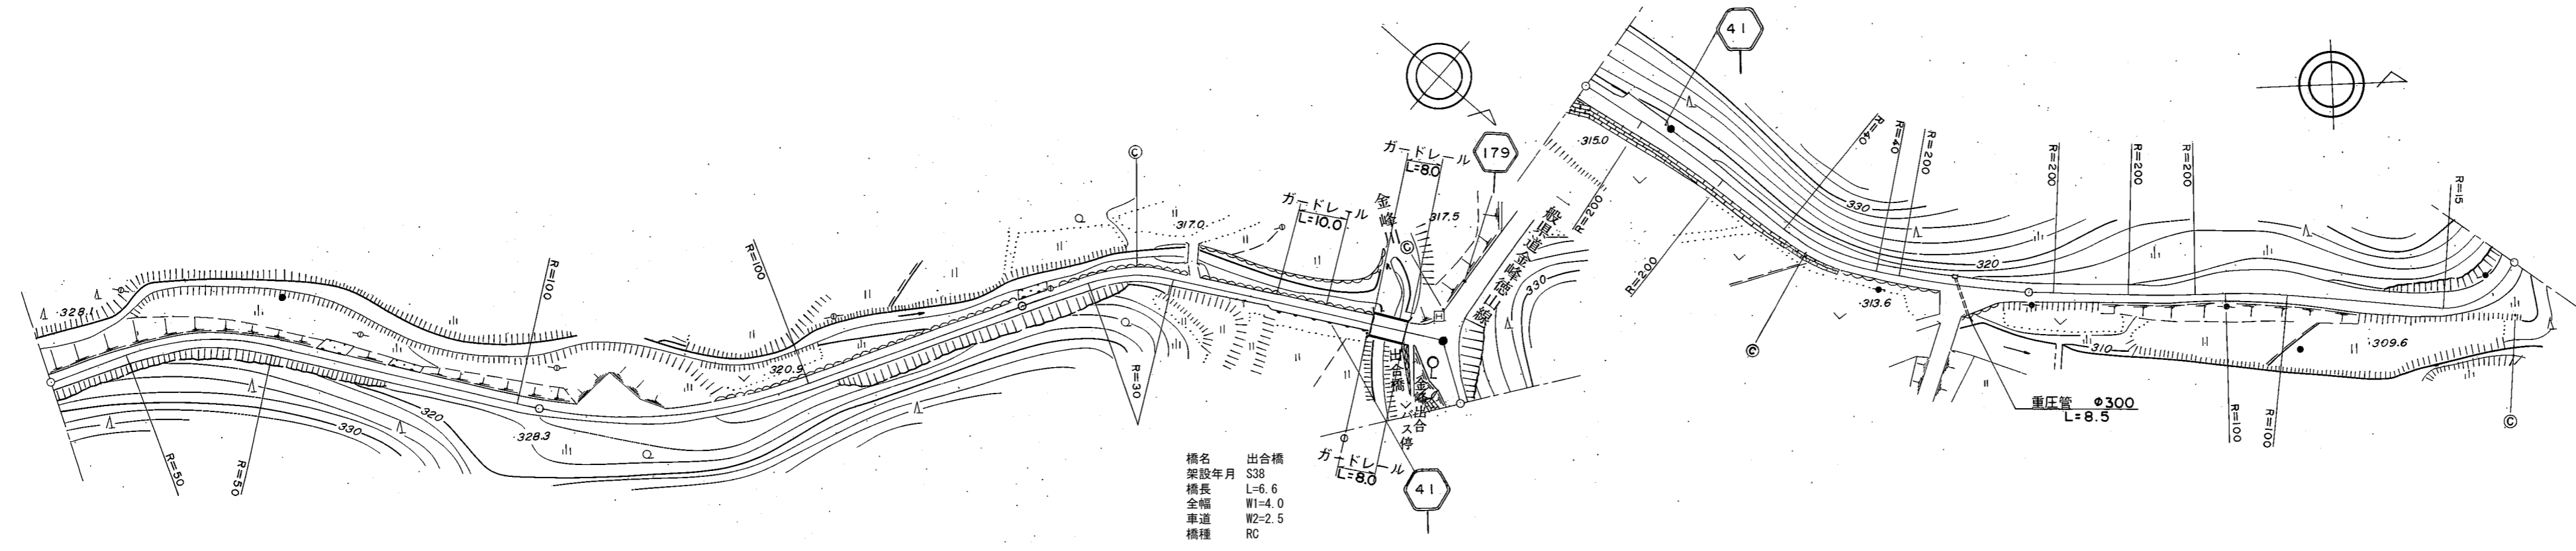 328.1
R=50
R=50
330
320
328.3
R=100
R=100
320.9
317.0
C
R=30
ガードレール
L=10.0
ガードレール
L=8.0
金峰川
317.5
C
179
一般県道金峰徳山線
330
出合橋
金峰出合
バス停
ガードレール
L=8.0
41
橋名 出合橋
架設年月 S38
橋長 L=6.6
全幅 W1=4.0
車道 W2=2.5
橋種 RC
41
315.0
R=200
R=200
330
R=40
R=40
R=200
C
313.6
320
R=200
R=200
R=200
R=15
310
309.6
重圧管 φ300
L=8.5
R=100
R=100
C